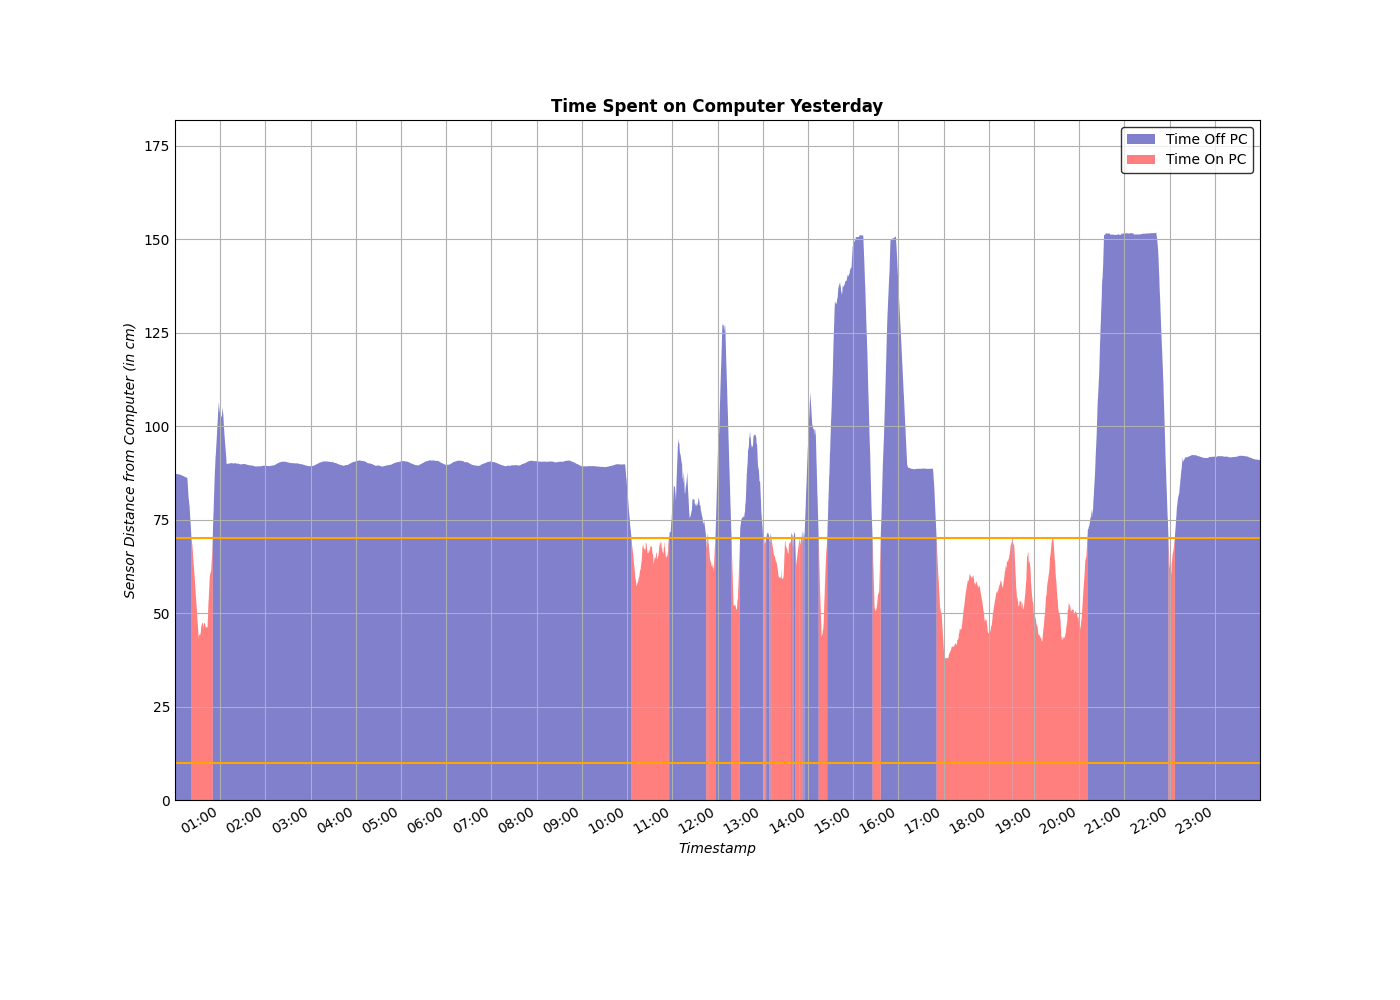 Time Spent on Computer Yesterday
Time Off PC
Time On PC
175
150
125
100
75
50
25
0
Sensor Distance from Computer (in cm)
01:00 02:00 03:00 04:00 05:00 06:00 07:00 08:00 09:00 10:00 11:00 12:00 13:00 14:00 15:00 16:00 17:00 18:00 19:00 20:00 21:00 22:00 23:00
Timestamp